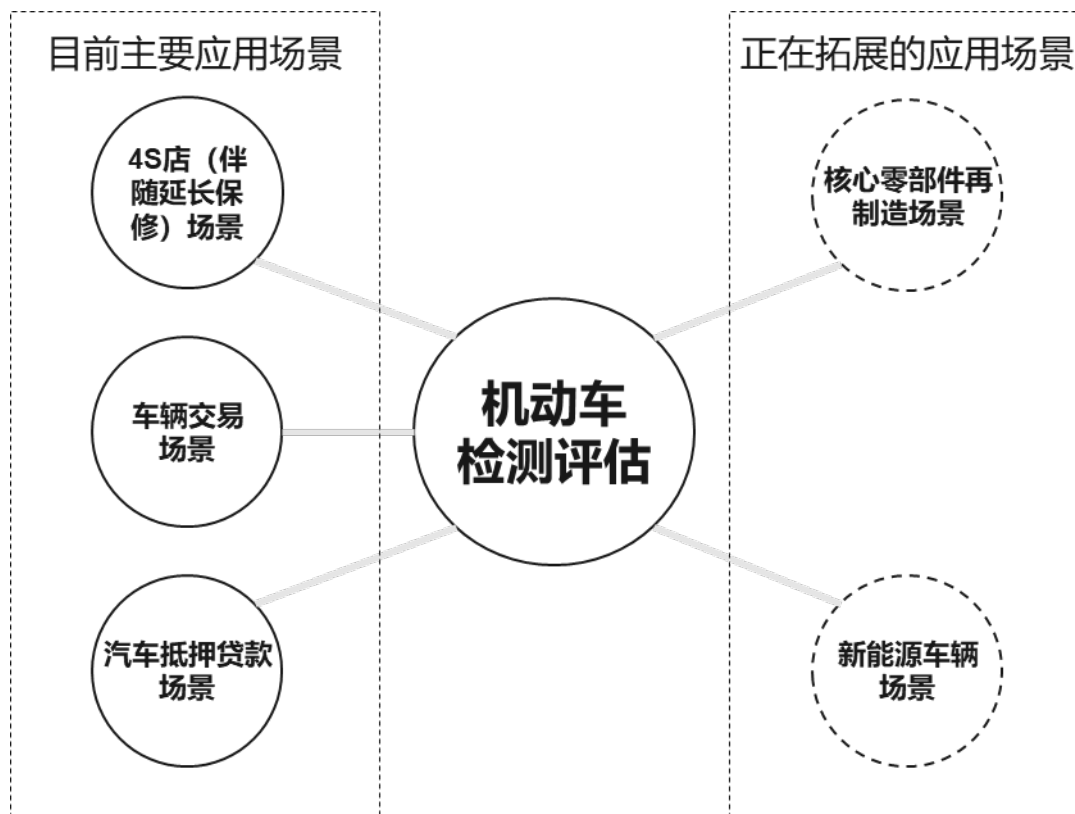 目前主要应用场景
4S店（伴
随延长保
修）场景
车辆交易
场景
汽车抵押贷款
场景
机动车
检测评估
正在拓展的应用场景
核心零部件再
制造场景
新能源车辆
场景